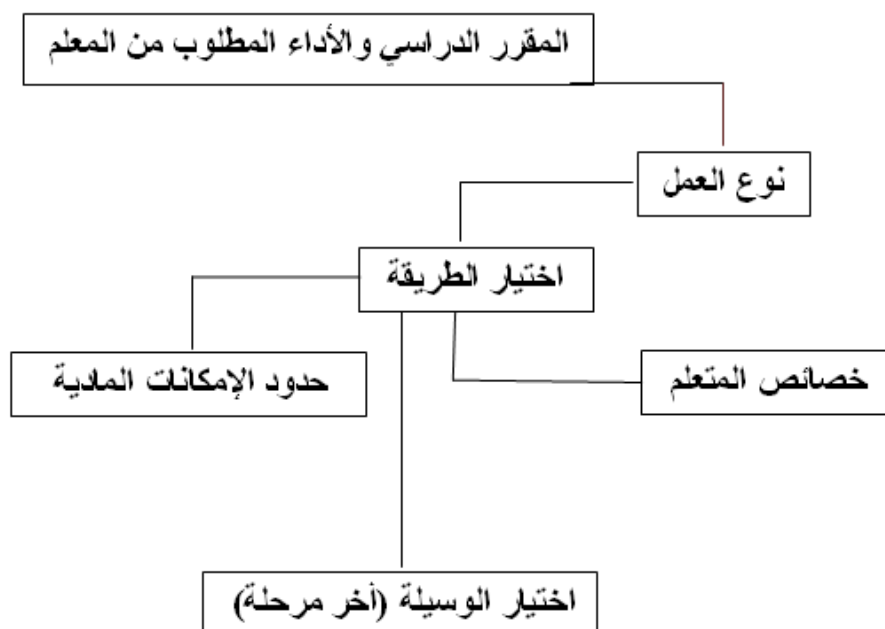 المقرر الدراسي والأداء المطلوب من المعلم
نوع العمل
اختيار الطريقة
خصائص المتعلم
حدود الإمكانات المادية
اختيار الوسيلة (أخر مرحلة)